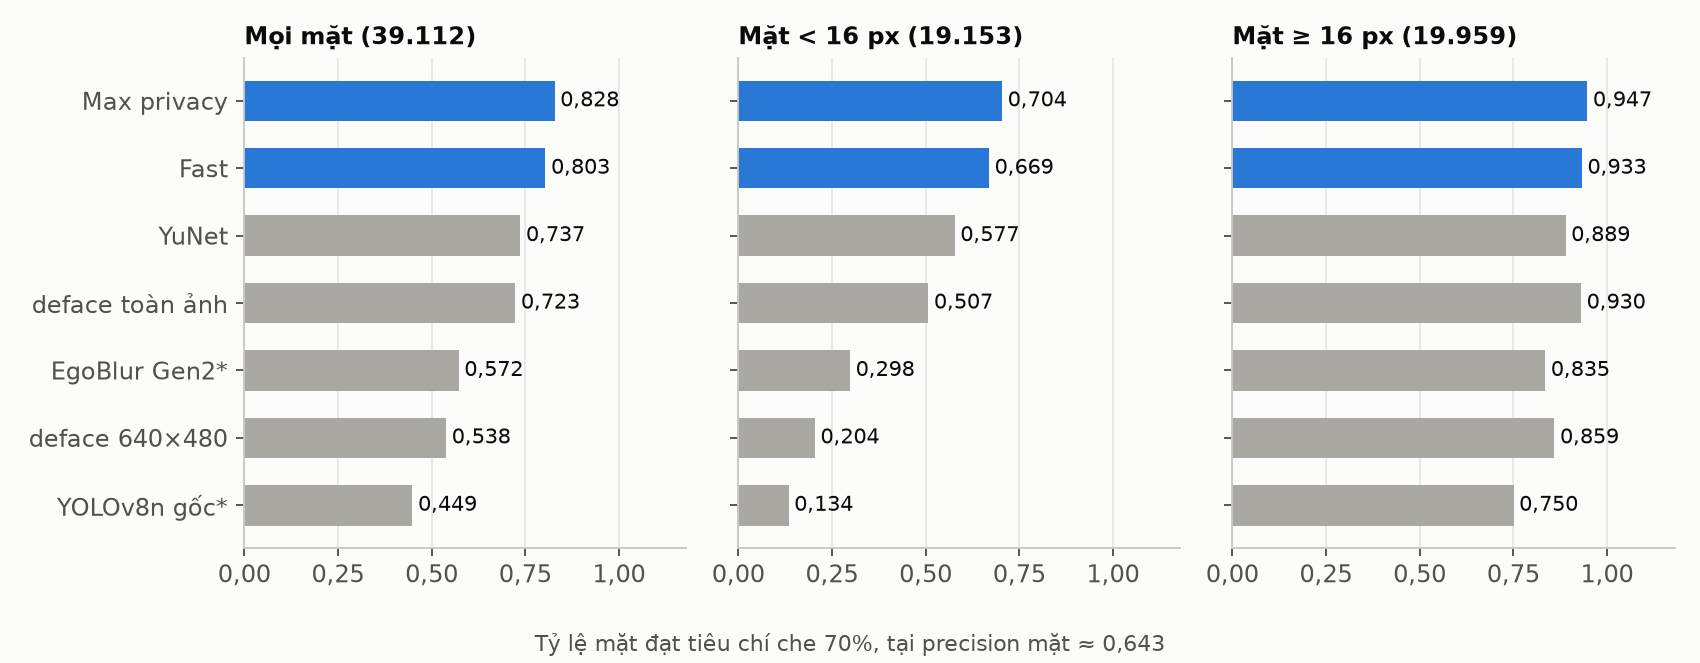 Mọi mặt (39.112)
Mặt < 16 px (19.153)
Mặt ≥ 16 px (19.959)
Max privacy 0,828 0,704 0,947
Fast 0,803 0,669 0,933
YuNet 0,737 0,577 0,889
deface toàn ảnh 0,723 0,507 0,930
EgoBlur Gen2* 0,572 0,298 0,835
deface 640×480 0,538 0,204 0,859
YOLOv8n gốc* 0,449 0,134 0,750
0,00 0,25 0,50 0,75 1,00 0,00 0,25 0,50 0,75 1,00 0,00 0,25 0,50 0,75 1,00
Tỷ lệ mặt đạt tiêu chí che 70%, tại precision mặt ≈ 0,643